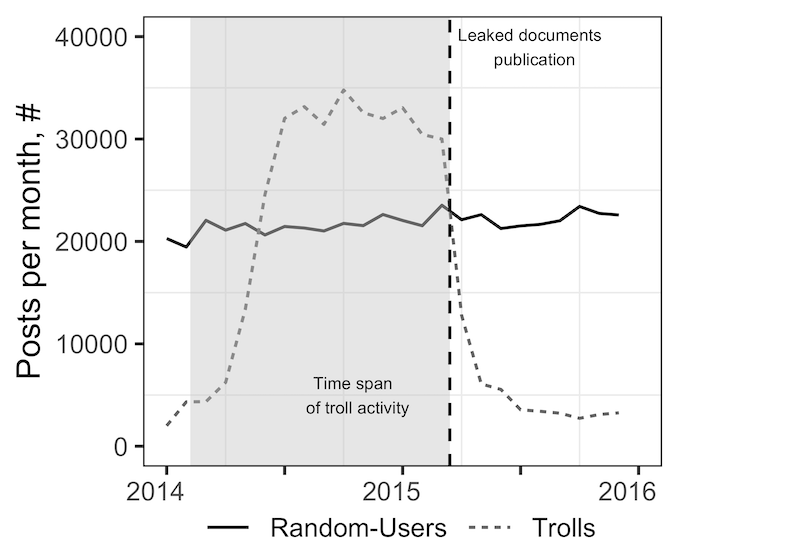 40000
30000
20000
10000
0
Posts per month, #
Leaked documents
publication
Time span
of troll activity
2014 2015 2016
Random-Users Trolls